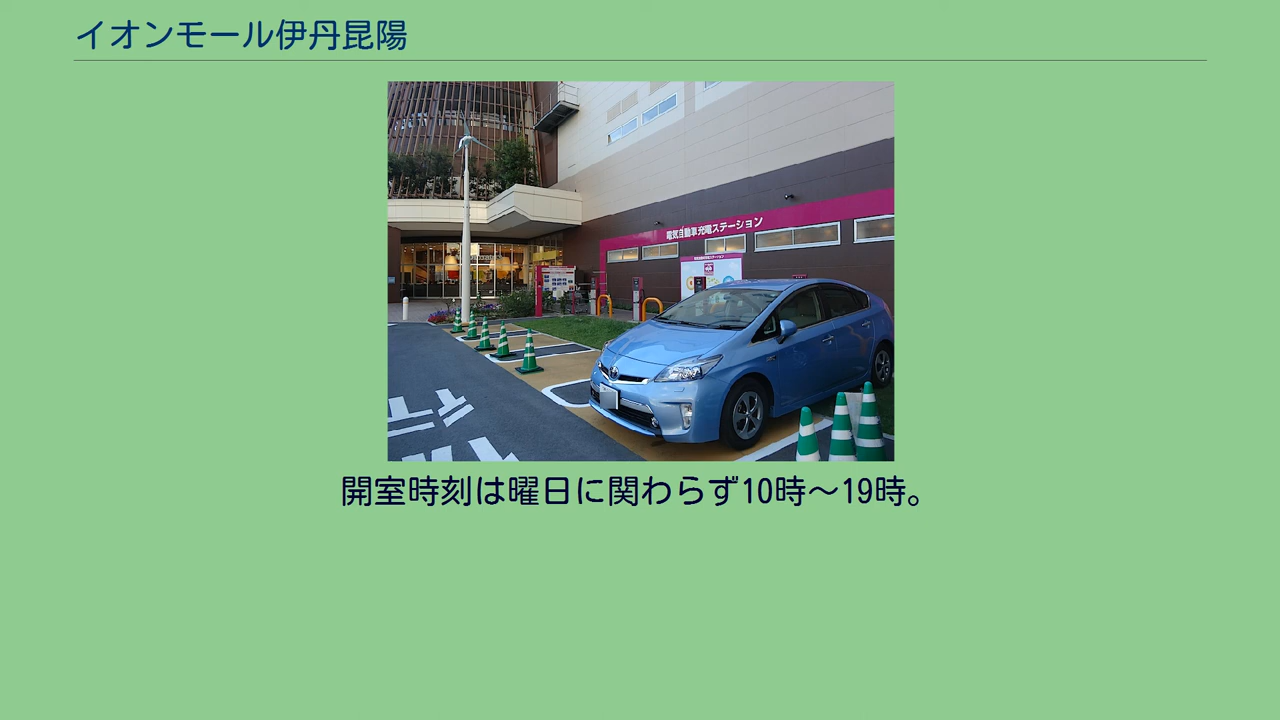 イオンモール伊丹昆陽
電気自動車充電ステーション
開室時刻は曜日に関わらず10時～19時。